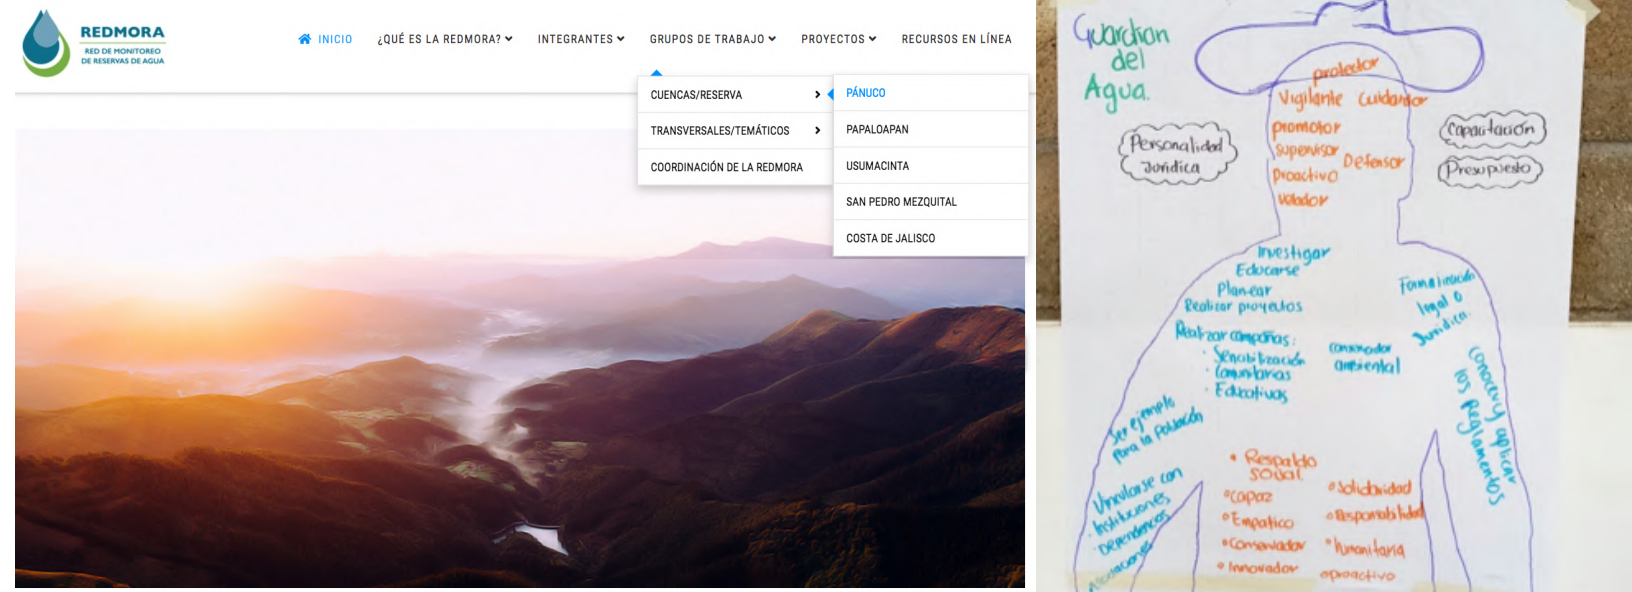 REDMORA
RED DE MONITOREO
DE RESERVAS DE AGUA
INICIO
¿QUÉ ES LA REDMORA?
INTEGRANTES
GRUPOS DE TRABAJO
PROYECTOS
RECURSOS EN LÍNEA
CUENCAS/RESERVA
TRANSVERSALES/TEMÁTICOS
COORDINACIÓN DE LA REDMORA
PÁNUCO
PAPALOAPAN
USUMACINTA
SAN PEDRO MEZQUITAL
COSTA DE JALISCO
Guardian
del
Agua.
Personalidad
Jurídica
Capacitación
Presupuesto
protector
Vigilante cuidador
promotor
supervisor
Defensor
proactivo
velador
Investigar
Educarse
Planear
Realizar proyectos
Realizar campañas:
· Sencibilización
· Comunitarias
· Educativas
ambiental
Formalización
legal o
Jurídica.
conocer y aplicar
los Reglamentos
Ser ejemplo
para la Población
Vincularse con
· Instituciones
· Dependencias
• Respaldo
social
• capaz
• Empatico
• Conservador
• Innovador
• Solidaridad
• Responsabilidad
• humanitaria
• proactivo